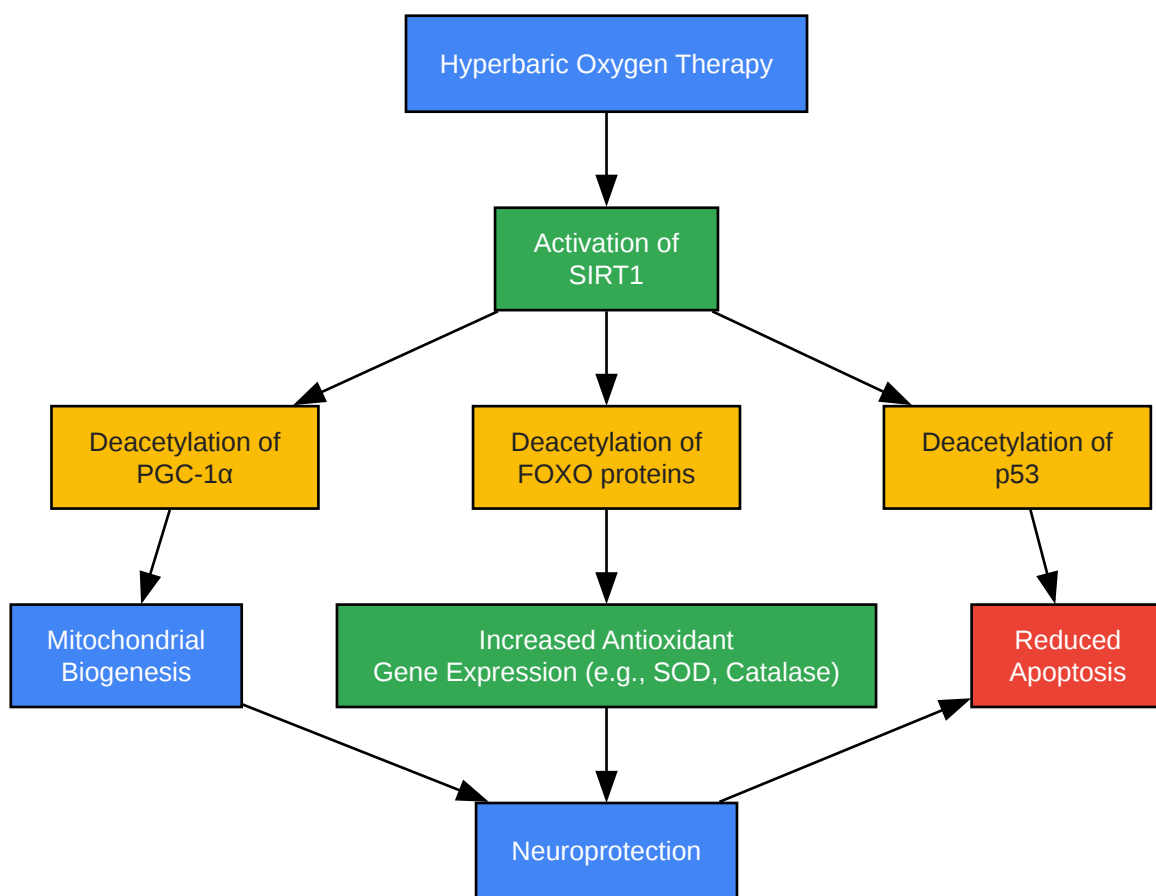 Hyperbaric Oxygen Therapy
Activation of
SIRT1
Deacetylation of
PGC-1α
Deacetylation of
FOXO proteins
Deacetylation of
p53
Mitochondrial
Biogenesis
Increased Antioxidant
Gene Expression (e.g., SOD, Catalase)
Reduced
Apoptosis
Neuroprotection